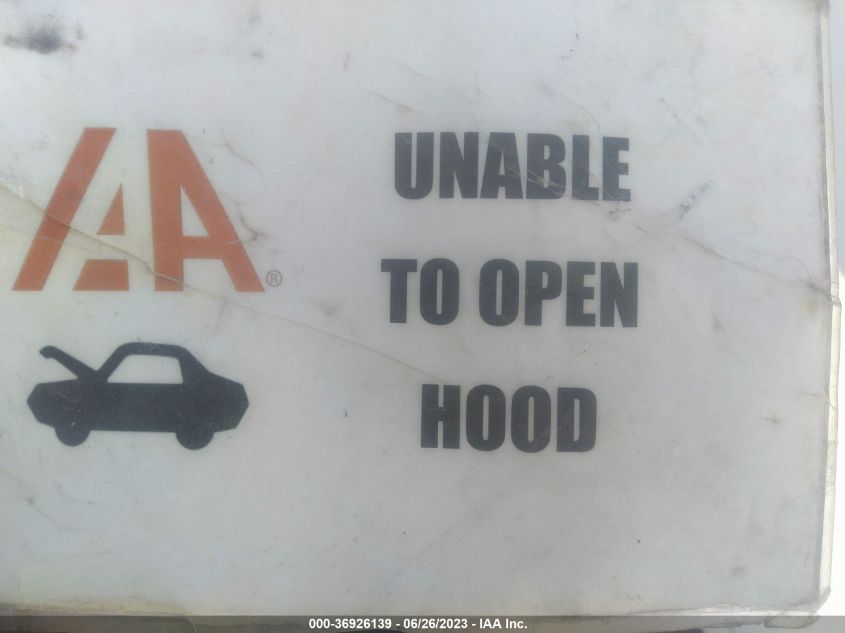 IAA®
UNABLE
TO OPEN
HOOD
000-36926139 - 06/26/2023 - IAA Inc.